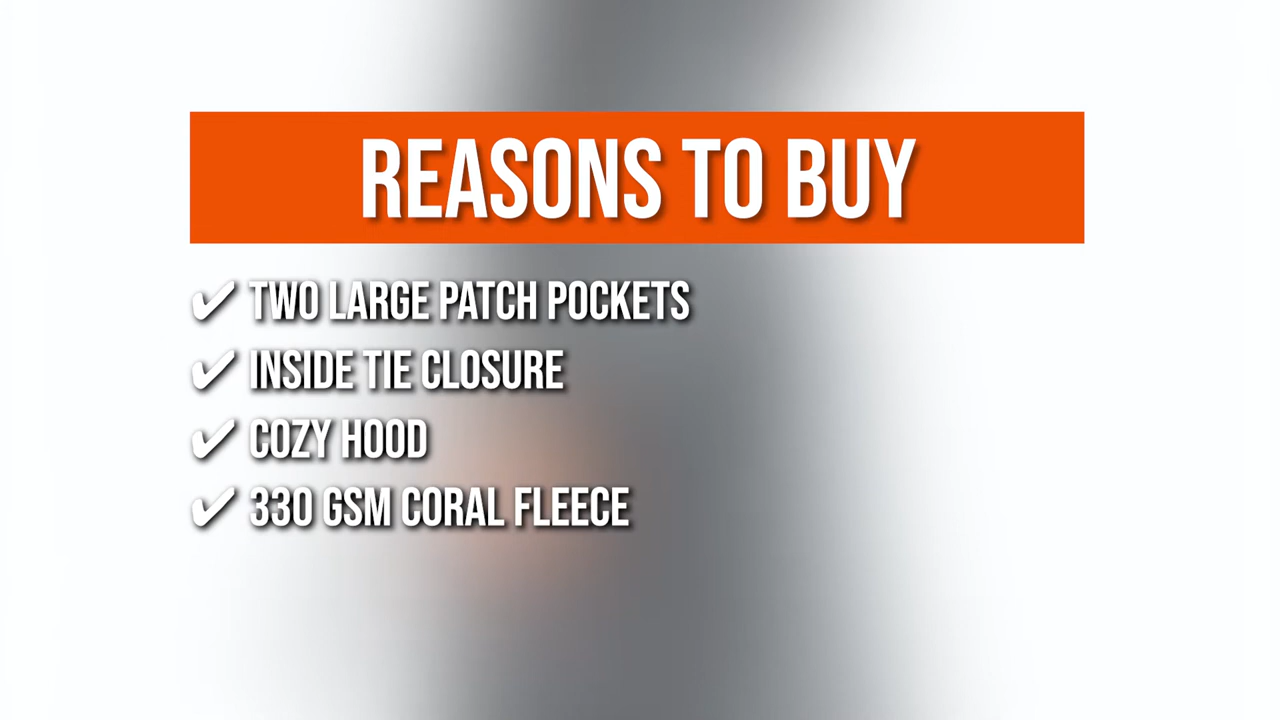 REASONS TO BUY
✔ TWO LARGE PATCH POCKETS
✔ INSIDE TIE CLOSURE
✔ COZY HOOD
✔ 330 GSM CORAL FLEECE